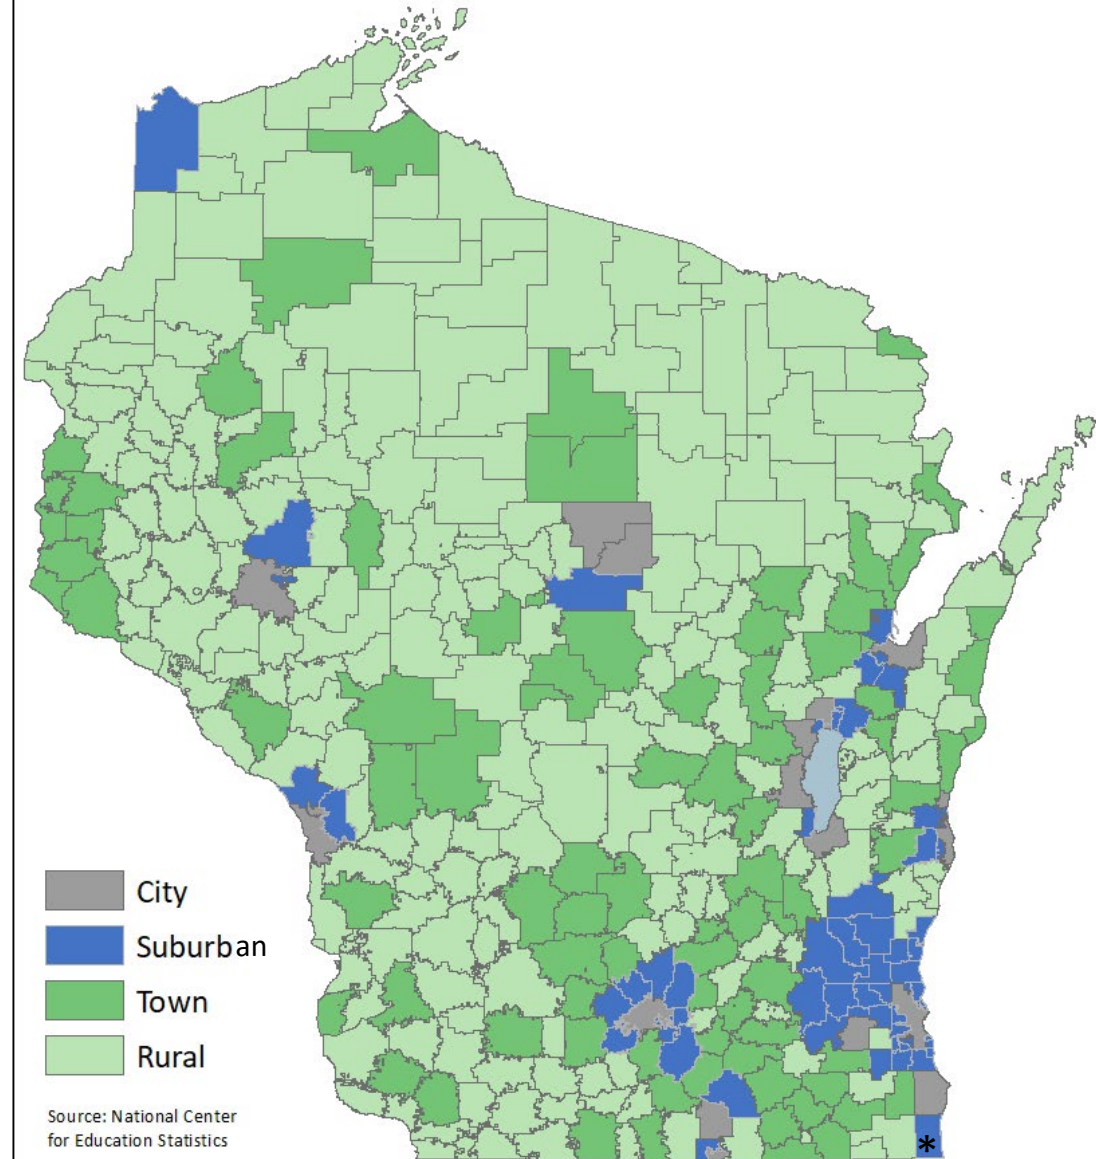 City
Suburban
Town
Rural
Source: National Center
for Education Statistics
*